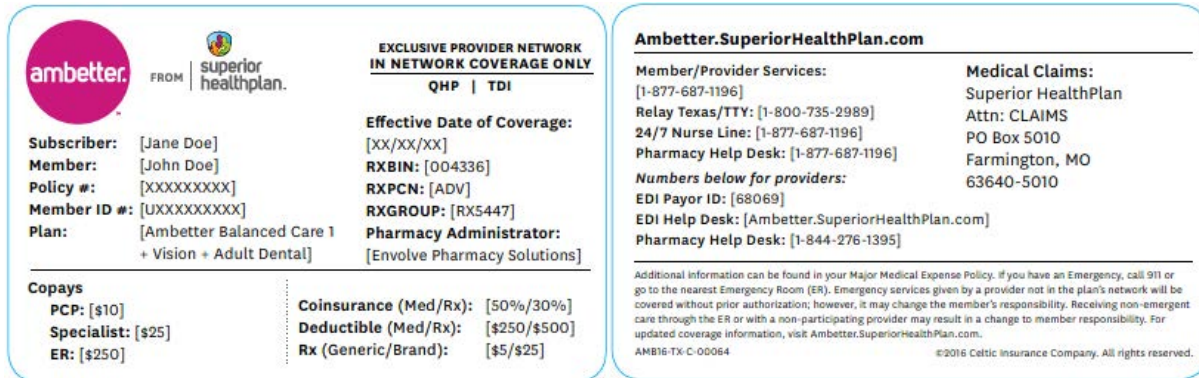 ambetter.
FROM
superior
healthplan.
EXCLUSIVE PROVIDER NETWORK
IN NETWORK COVERAGE ONLY
QHP | TDI
Subscriber: [Jane Doe]
Member: [John Doe]
Policy #: [XXXXXXXXX]
Member ID #: [UXXXXXXXXX]
Plan: [Ambetter Balanced Care 1
+ Vision + Adult Dental]
Effective Date of Coverage:
[XX/XX/XX]
RXBIN: [004336]
RXPCN: [ADV]
RXGROUP: [RX5447]
Pharmacy Administrator:
[Envolve Pharmacy Solutions]
Copays
PCP: [$10]
Specialist: [$25]
ER: [$250]
Coinsurance (Med/Rx): [50%/30%]
Deductible (Med/Rx): [$250/$500]
Rx (Generic/Brand): [$5/$25]
Ambetter.SuperiorHealthPlan.com
Member/Provider Services:
[1-877-687-1196]
Relay Texas/TTY: [1-800-735-2989]
24/7 Nurse Line: [1-877-687-1196]
Pharmacy Help Desk: [1-877-687-1196]
Numbers below for providers:
EDI Payor ID: [68069]
EDI Help Desk: [Ambetter.SuperiorHealthPlan.com]
Pharmacy Help Desk: [1-844-276-1395]
Medical Claims:
Superior HealthPlan
Attn: CLAIMS
PO Box 5010
Farmington, MO
63640-5010
Additional information can be found in your Major Medical Expense Policy. If you have an Emergency, call 911 or
go to the nearest Emergency Room (ER). Emergency services given by a provider not in the plan's network will be
covered without prior authorization; however, it may change the member's responsibility. Receiving non-emergent
care through the ER or with a non-participating provider may result in a change to member responsibility. For
updated coverage information, visit Ambetter.SuperiorHealthPlan.com.
AMB16-TX-C-00064
©2016 Celtic Insurance Company. All rights reserved.